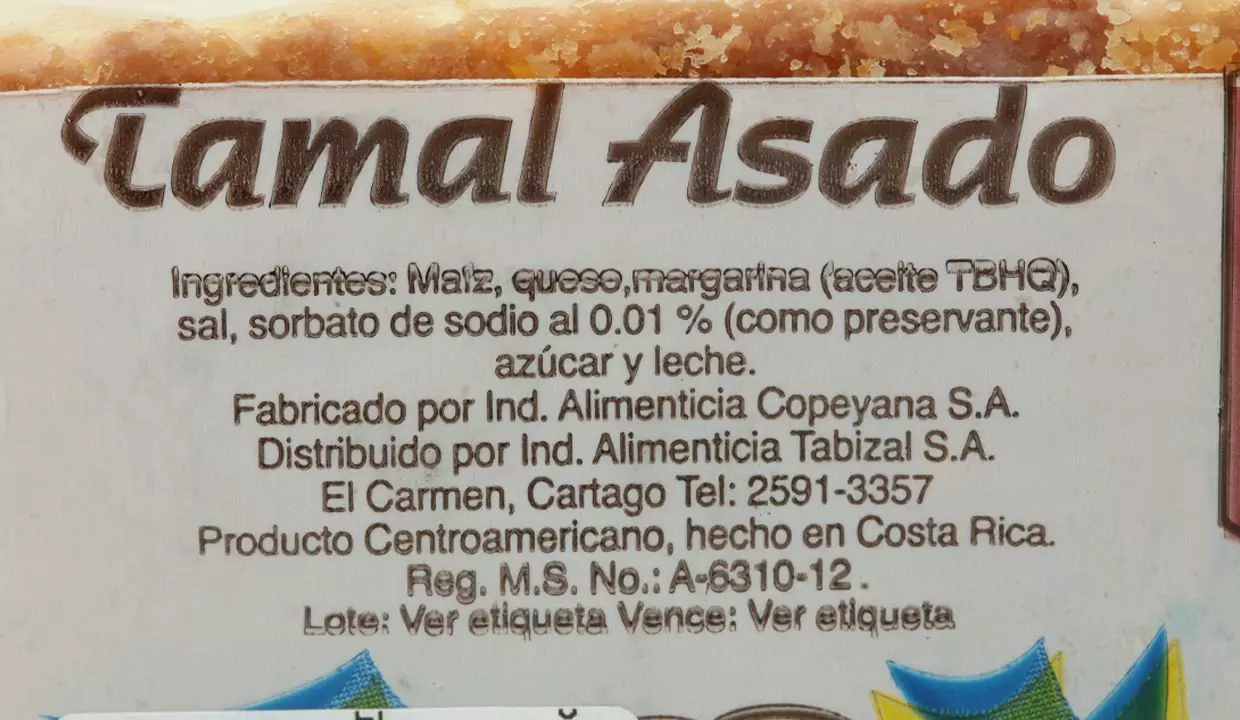 Tamal Asado
Ingredientes: Maíz, queso,margarina (aceite TBHQ),
sal, sorbato de sodio al 0.01 % (como preservante),
azúcar y leche.
Fabricado por Ind. Alimenticia Copeyana S.A.
Distribuido por Ind. Alimenticia Tabizal S.A.
El Carmen, Cartago Tel: 2591-3357
Producto Centroamericano, hecho en Costa Rica.
Reg. M.S. No.: A-6310-12.
Lote: Ver etiqueta Vence: Ver etiqueta